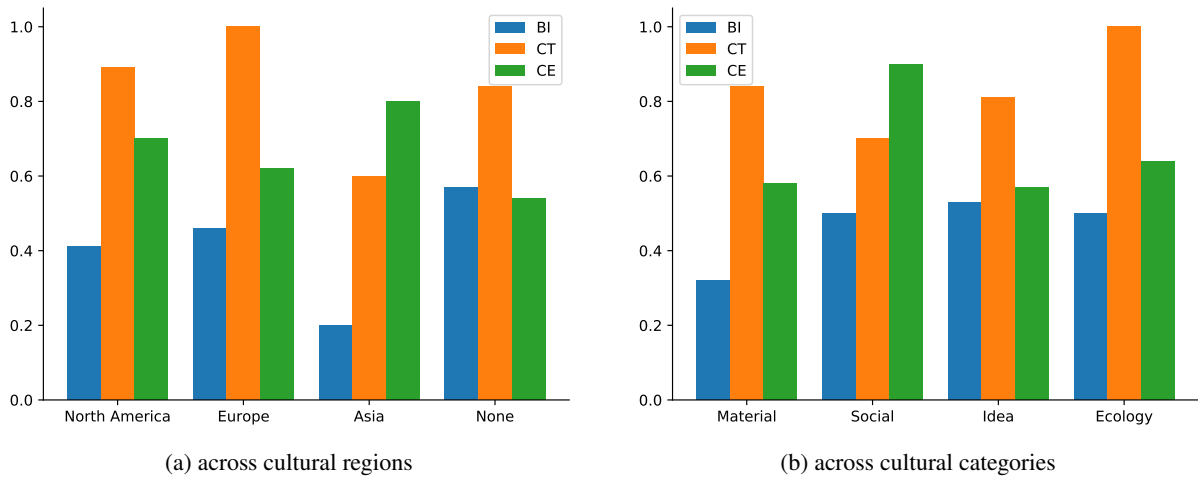 1.0
0.8
0.6
0.4
0.2
0.0
BI
CT
CE
North America Europe Asia None
(a) across cultural regions
1.0
0.8
0.6
0.4
0.2
0.0
BI
CT
CE
Material Social Idea Ecology
(b) across cultural categories